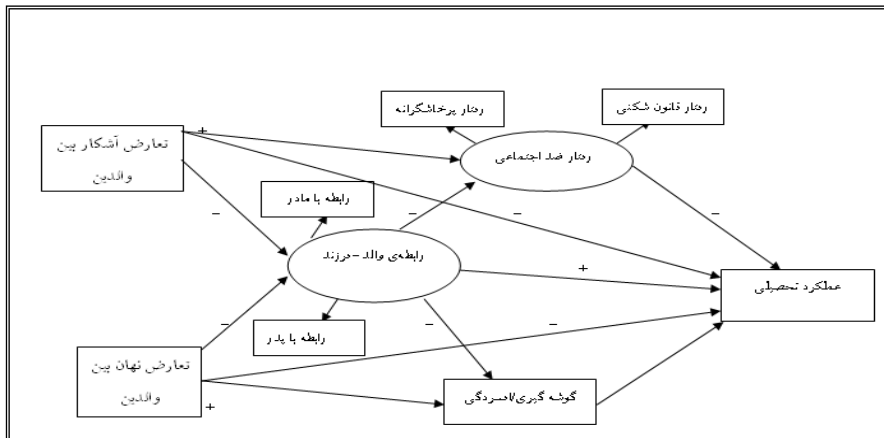 رفتار پرخاشگرانه
رفتار قانون شکنی
تعارض آشکار بین
والدین
+
رفتار ضد اجتماعی
رابطه با مادر
–
–
–
–
رابطه‌ی والد –فرزند
+
عملکرد تحصیلی
–
رابطه با پدر
–
–
تعارض نهان بین
والدین
+
گوشه گیری/افسردگی